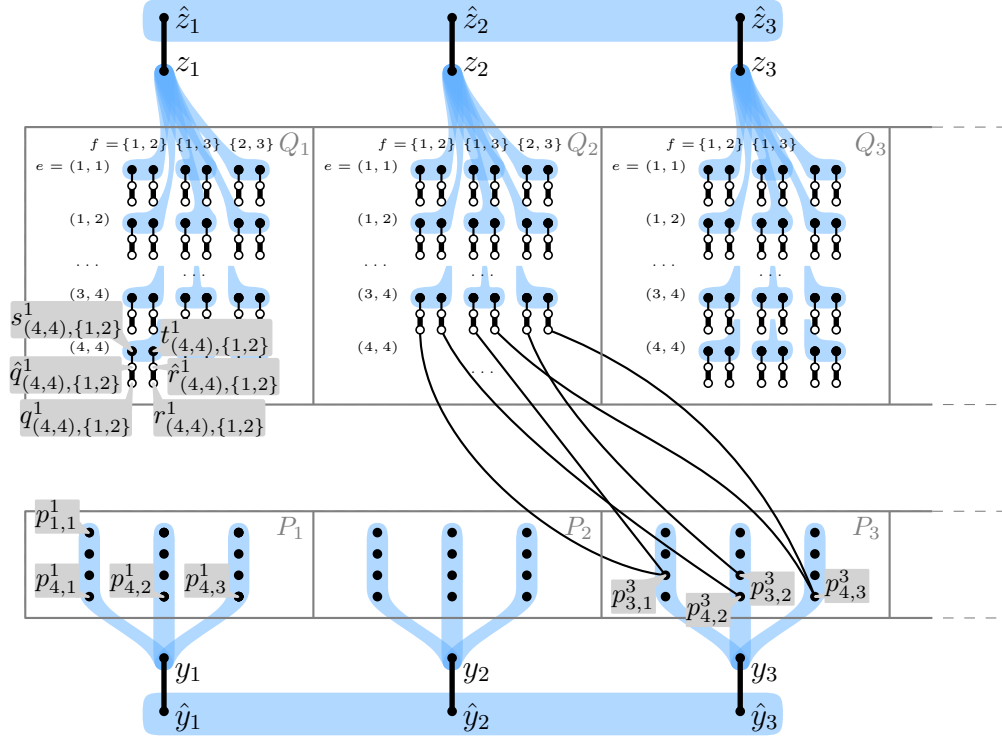 ẑ₁ ẑ₂ ẑ₃
z₁ z₂ z₃
f = {1, 2} {1, 3} {2, 3} Q₁ f = {1, 2} {1, 3} {2, 3} Q₂ f = {1, 2} {1, 3} Q₃
e = (1, 1) e = (1, 1) e = (1, 1)
(1, 2) (1, 2) (1, 2)
... ... ... ... ... ...
(3, 4) (3, 4) (3, 4)
s¹₍₄,₄₎,{₁,₂} t¹₍₄,₄₎,{₁,₂}
(4, 4) (4, 4) (4, 4)
q̂¹₍₄,₄₎,{₁,₂} r̂¹₍₄,₄₎,{₁,₂} ...
q¹₍₄,₄₎,{₁,₂} r¹₍₄,₄₎,{₁,₂}
p¹₁,₁ P₁ P₂ P₃
p¹₄,₁ p¹₄,₂ p¹₄,₃ p³₃,₁ p³₄,₂ p³₃,₂ p³₄,₃
y₁ y₂ y₃
ŷ₁ ŷ₂ ŷ₃